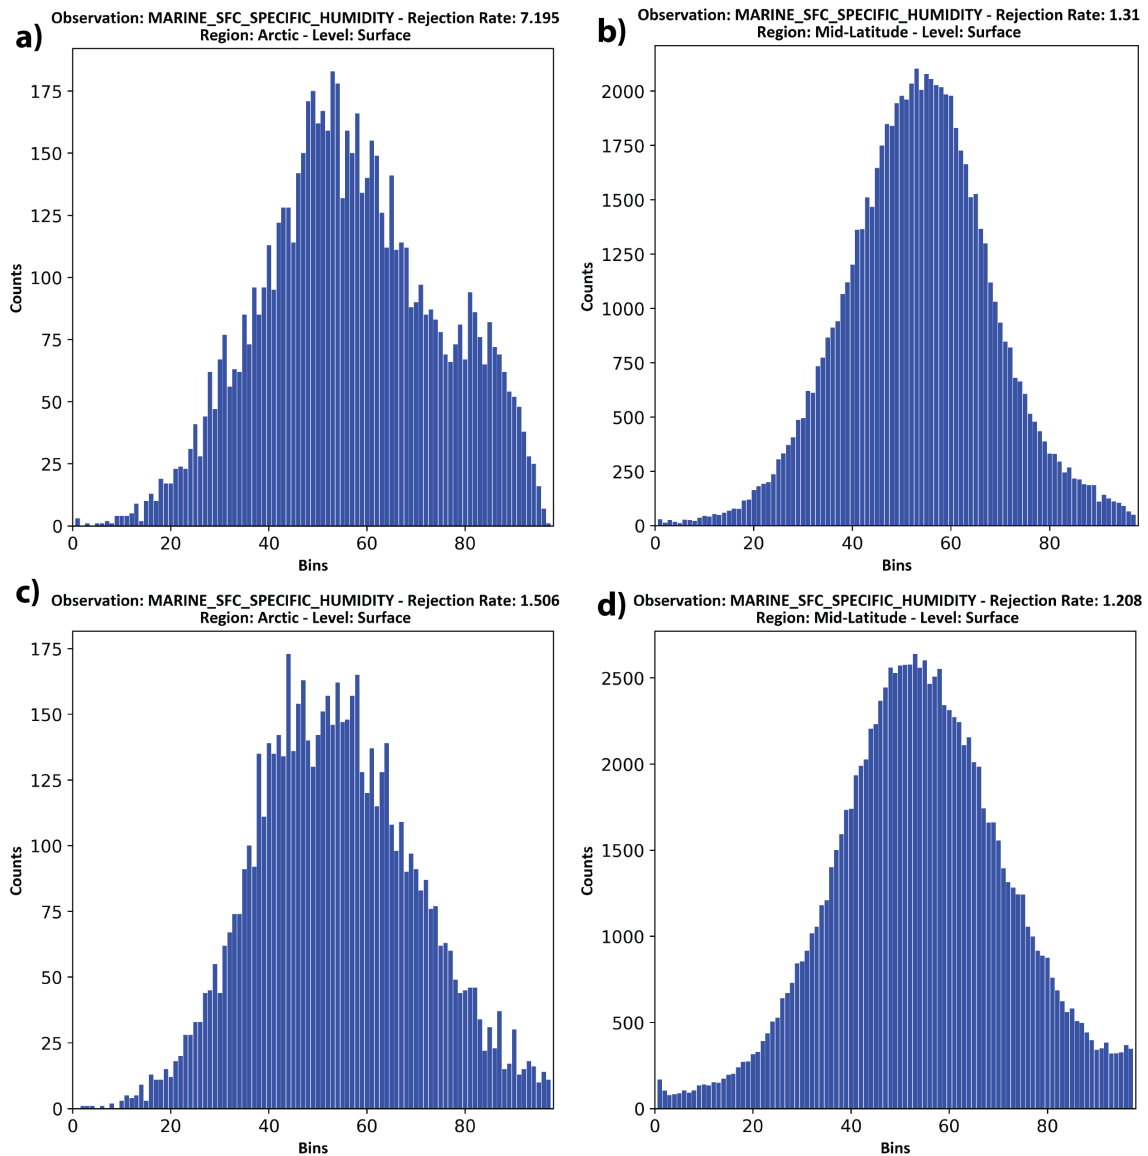 a)
Observation: MARINE_SFC_SPECIFIC_HUMIDITY - Rejection Rate: 7.195
Region: Arctic - Level: Surface
175
150
125
100
75
50
25
0
Counts
0 20 40 60 80
Bins
b)
Observation: MARINE_SFC_SPECIFIC_HUMIDITY - Rejection Rate: 1.31
Region: Mid-Latitude - Level: Surface
2000
1750
1500
1250
1000
750
500
250
0
Counts
0 20 40 60 80
Bins
c)
Observation: MARINE_SFC_SPECIFIC_HUMIDITY - Rejection Rate: 1.506
Region: Arctic - Level: Surface
175
150
125
100
75
50
25
0
Counts
0 20 40 60 80
Bins
d)
Observation: MARINE_SFC_SPECIFIC_HUMIDITY - Rejection Rate: 1.208
Region: Mid-Latitude - Level: Surface
2500
2000
1500
1000
500
0
Counts
0 20 40 60 80
Bins